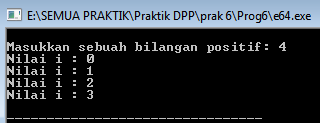 E:\SEMUA PRAKTIK\Praktik DPP\prak 6\Prog6\e64.exe
Masukkan sebuah bilangan positif: 4
Nilai i : 0
Nilai i : 1
Nilai i : 2
Nilai i : 3
--------------------------------